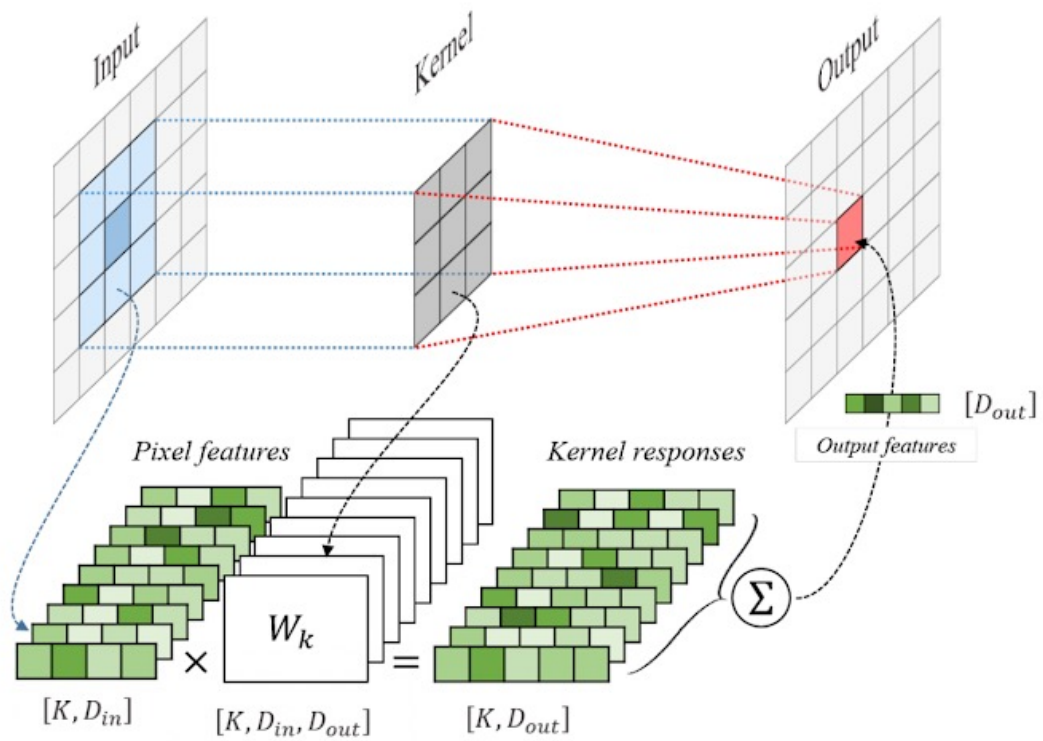 Input
Kernel
Output
[D_out]
Output features
Pixel features
Kernel responses
W_k
Σ
×
=
[K, D_in]
[K, D_in, D_out]
[K, D_out]